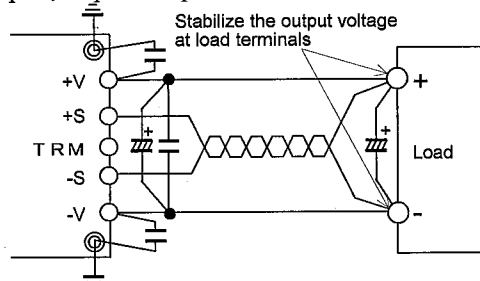 Stabilize the output voltage
at load terminals
+V
+S
TRM
-S
-V
+
+
+
-
Load